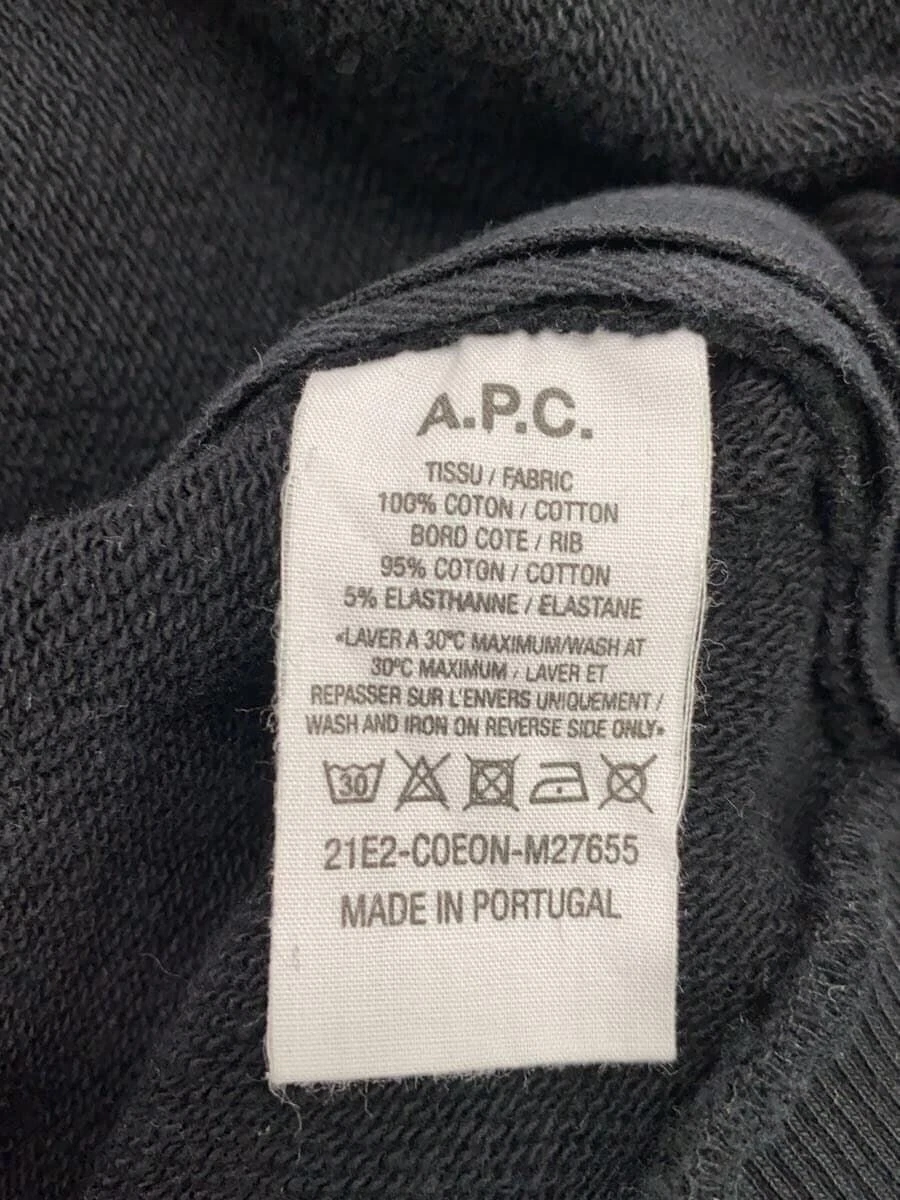 A.P.C.
TISSU / FABRIC
100% COTON / COTTON
BORD COTE / RIB
95% COTON / COTTON
5% ELASTHANNE / ELASTANE
«LAVER A 30°C MAXIMUM/WASH AT
30°C MAXIMUM / LAVER ET
REPASSER SUR L'ENVERS UNIQUEMENT /
WASH AND IRON ON REVERSE SIDE ONLY»
30
21E2-COEON-M27655
MADE IN PORTUGAL